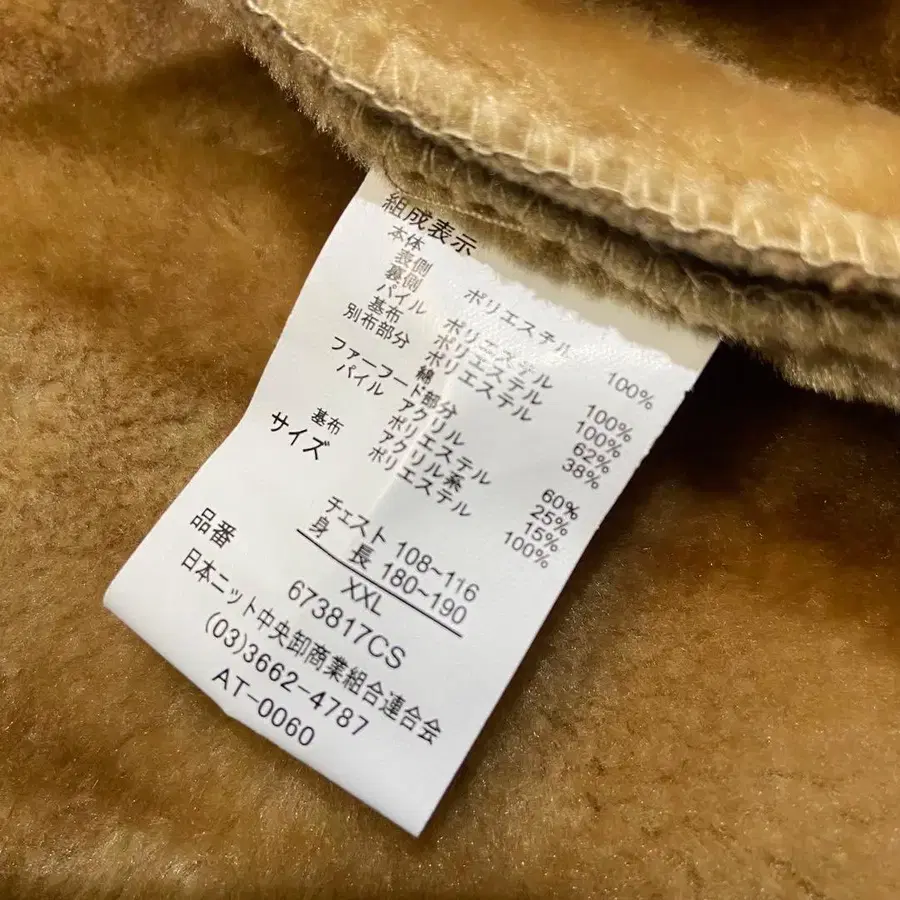 組成表示
本体
表側 ポリエステル 100%
裏側
パイル ポリエステル 100%
基布 ポリエステル 100%
別布部分 ポリエステル 62%
綿 38%
ファーフード部分
パイル アクリル 60%
ポリエステル 25%
アクリル系 15%
基布 ポリエステル 100%
サイズ
チェスト 108~116
身 長 180~190
XXL
品番 673817CS
日本ニット中央卸商業組合連合会
(03)3662-4787
AT-0060